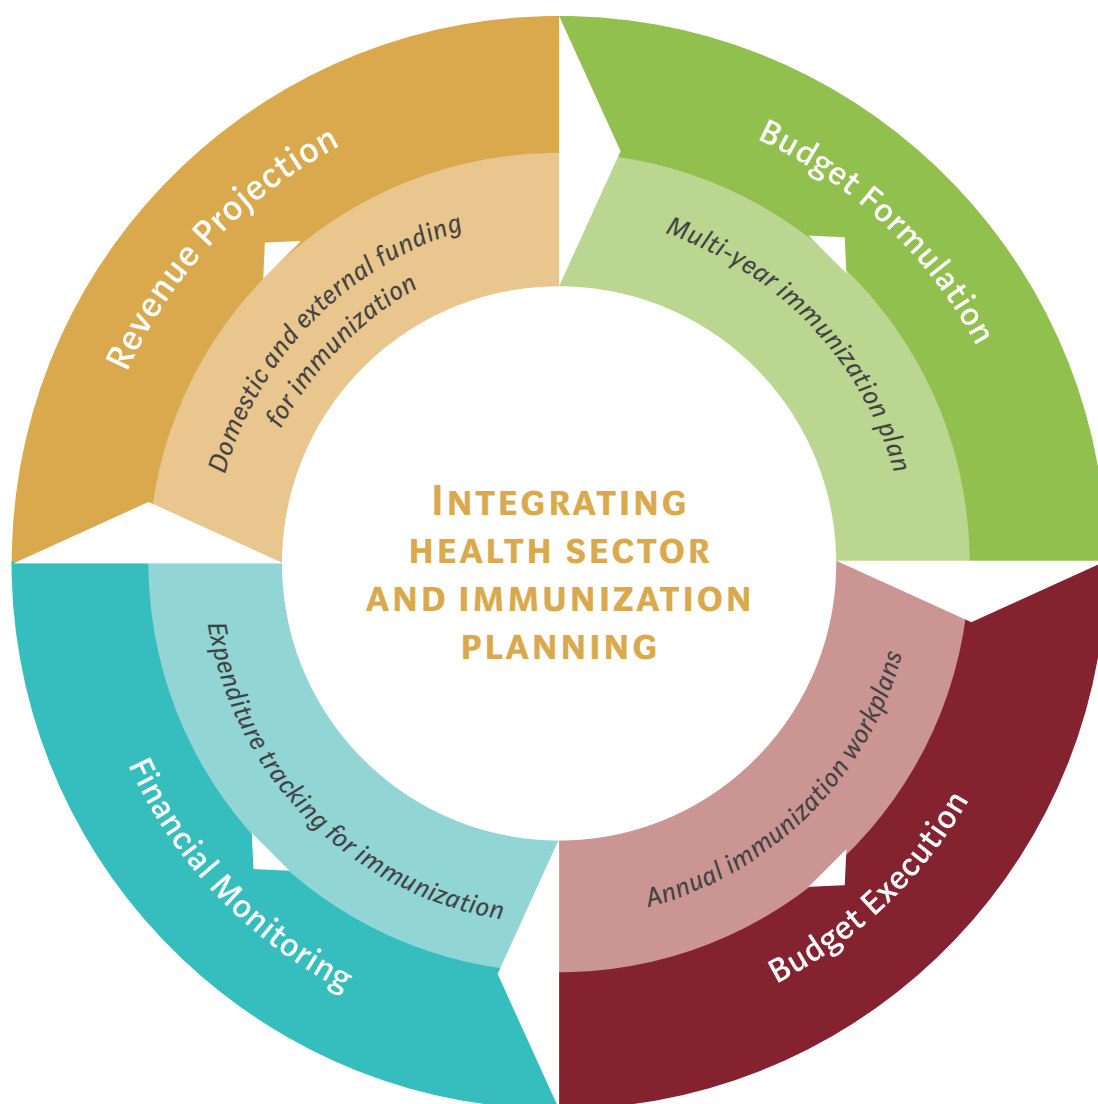 Revenue Projection
Domestic and external funding
for immunization
Budget Formulation
Multi-year immunization plan
INTEGRATING
HEALTH SECTOR
AND IMMUNIZATION
PLANNING
Expenditure tracking for immunization
Financial Monitoring
Annual immunization workplans
Budget Execution